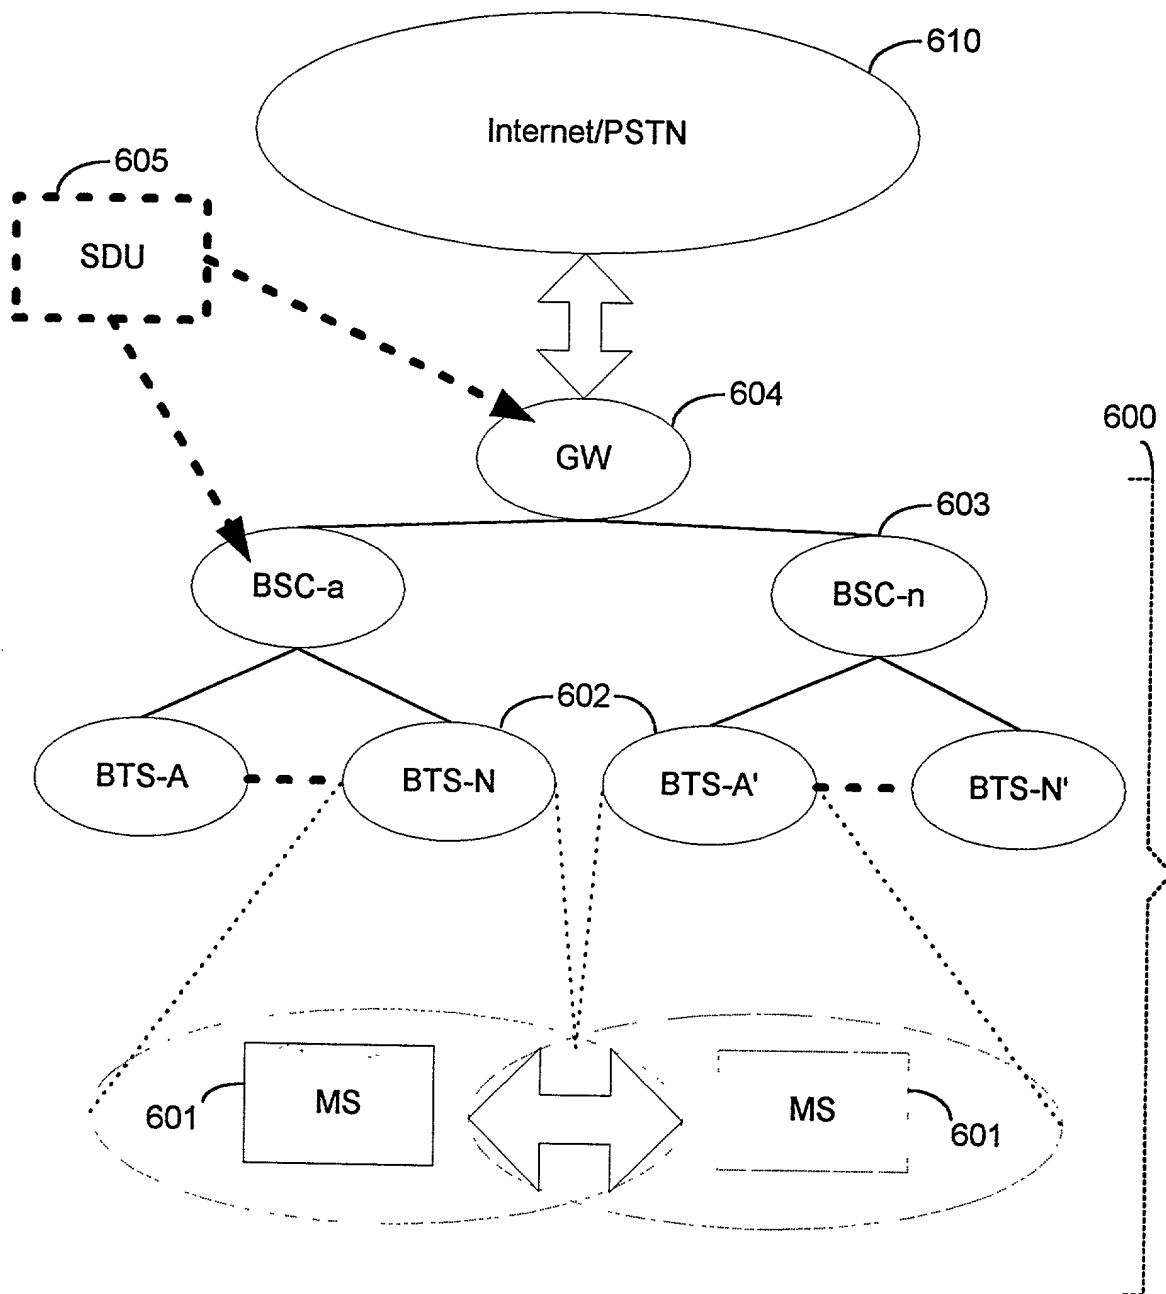 610
Internet/PSTN
605
SDU
604
600
GW
603
BSC-a
BSC-n
602
BTS-A
BTS-N
BTS-A'
BTS-N'
601
MS
MS
601